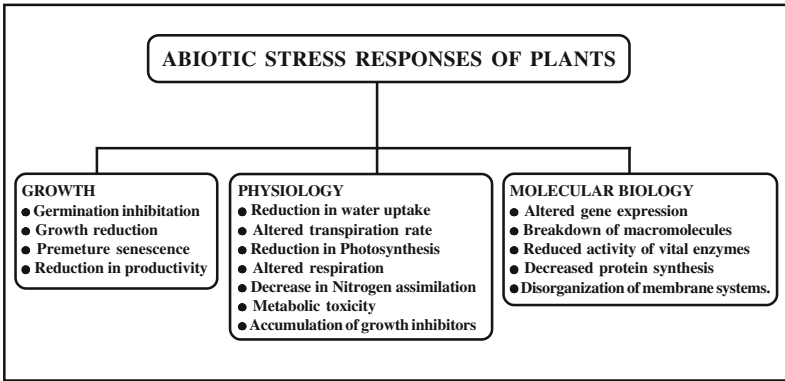 ABIOTIC STRESS RESPONSES OF PLANTS
GROWTH
● Germination inhibitation
● Growth reduction
● Premeture senescence
● Reduction in productivity
PHYSIOLOGY
● Reduction in water uptake
● Altered transpiration rate
● Reduction in Photosynthesis
● Altered respiration
● Decrease in Nitrogen assimilation
● Metabolic toxicity
● Accumulation of growth inhibitors
MOLECULAR BIOLOGY
● Altered gene expression
● Breakdown of macromolecules
● Reduced activity of vital enzymes
● Decreased protein synthesis
● Disorganization of membrane systems.